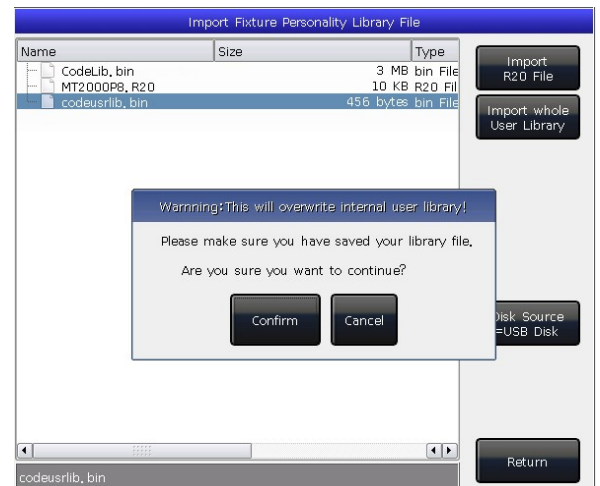 Import Fixture Personality Library File
Name Size Type
CodeLib.bin 3 MB bin File
MT2000P8.R20 10 KB R20 Fil
codeusrlib.bin 456 bytes bin File
Import
R20 File
Import whole
User Library
Warnning:This will overwrite internal user library!
Please make sure you have saved your library file.
Are you sure you want to continue?
Confirm Cancel
Disk Source
=USB Disk
Return
codeusrlib.bin